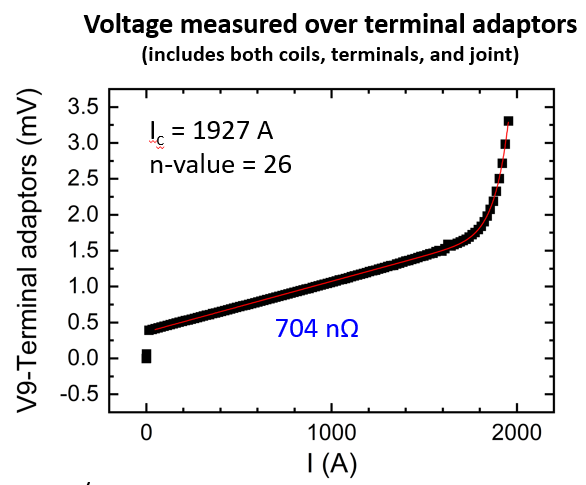 Voltage measured over terminal adaptors
(includes both coils, terminals, and joint)
V9-Terminal adaptors (mV)
3.5
3.0
2.5
2.0
1.5
1.0
0.5
0.0
-0.5
Ic = 1927 A
n-value = 26
704 nΩ
0
1000
2000
I (A)